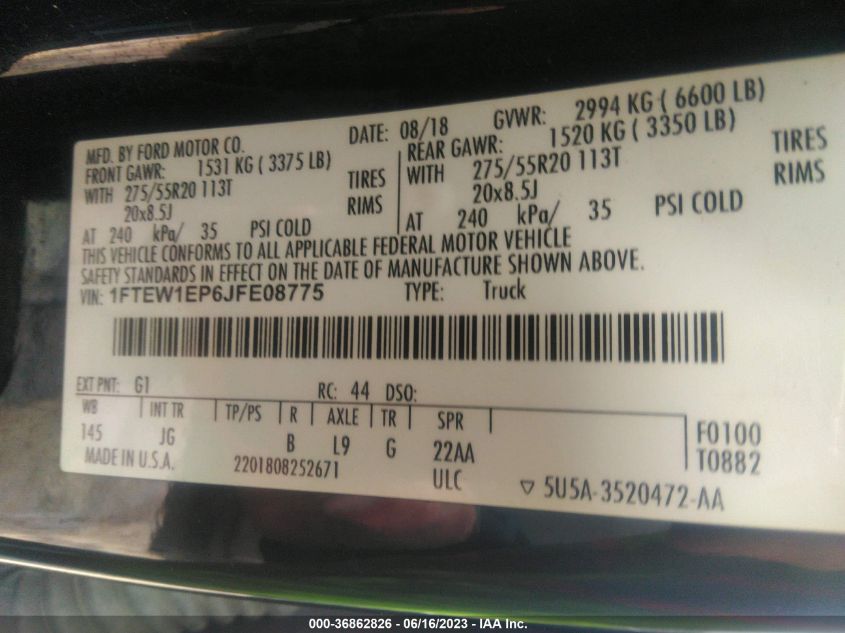 MFD. BY FORD MOTOR CO.
DATE: 08/18 GVWR: 2994 KG ( 6600 LB)
FRONT GAWR: 1531 KG ( 3375 LB)
WITH 275/55R20 113T TIRES
20x8.5J RIMS
AT 240 kPa/ 35 PSI COLD
REAR GAWR: 1520 KG ( 3350 LB)
WITH 275/55R20 113T TIRES
20x8.5J RIMS
AT 240 kPa/ 35 PSI COLD
THIS VEHICLE CONFORMS TO ALL APPLICABLE FEDERAL MOTOR VEHICLE
SAFETY STANDARDS IN EFFECT ON THE DATE OF MANUFACTURE SHOWN ABOVE.
VIN: 1FTEW1EP6JFE08775 TYPE: Truck
EXT PNT: G1 RC: 44 DSO:
WB INT TR TP/PS R AXLE TR SPR
145 JG B L9 G 22AA
F0100
T0882
MADE IN U.S.A. 2201808252671 ULC
▽ 5U5A-3520472-AA
000-36862826 - 06/16/2023 - IAA Inc.